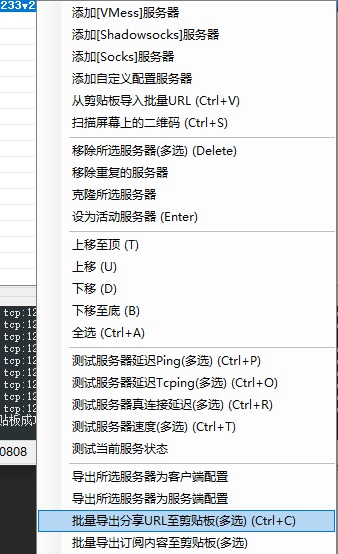 233▾2
添加[VMess]服务器
添加[Shadowsocks]服务器
添加[Socks]服务器
添加自定义配置服务器
从剪贴板导入批量URL (Ctrl+V)
扫描屏幕上的二维码 (Ctrl+S)
移除所选服务器(多选) (Delete)
移除重复的服务器
克隆所选服务器
设为活动服务器 (Enter)
上移至顶 (T)
上移 (U)
下移 (D)
下移至底 (B)
全选 (Ctrl+A)
测试服务器延迟Ping(多选) (Ctrl+P)
测试服务器延迟Tcping(多选) (Ctrl+O)
测试服务器真连接延迟(多选) (Ctrl+R)
测试服务器速度(多选) (Ctrl+T)
测试当前服务状态
导出所选服务器为客户端配置
导出所选服务器为服务端配置
批量导出分享URL至剪贴板(多选) (Ctrl+C)
批量导出订阅内容至剪贴板(多选)
tcp:12
tcp:12
tcp:12
tcp:12
tcp:12
tcp:12
tcp:12
tcp:12
贴板成功
0808